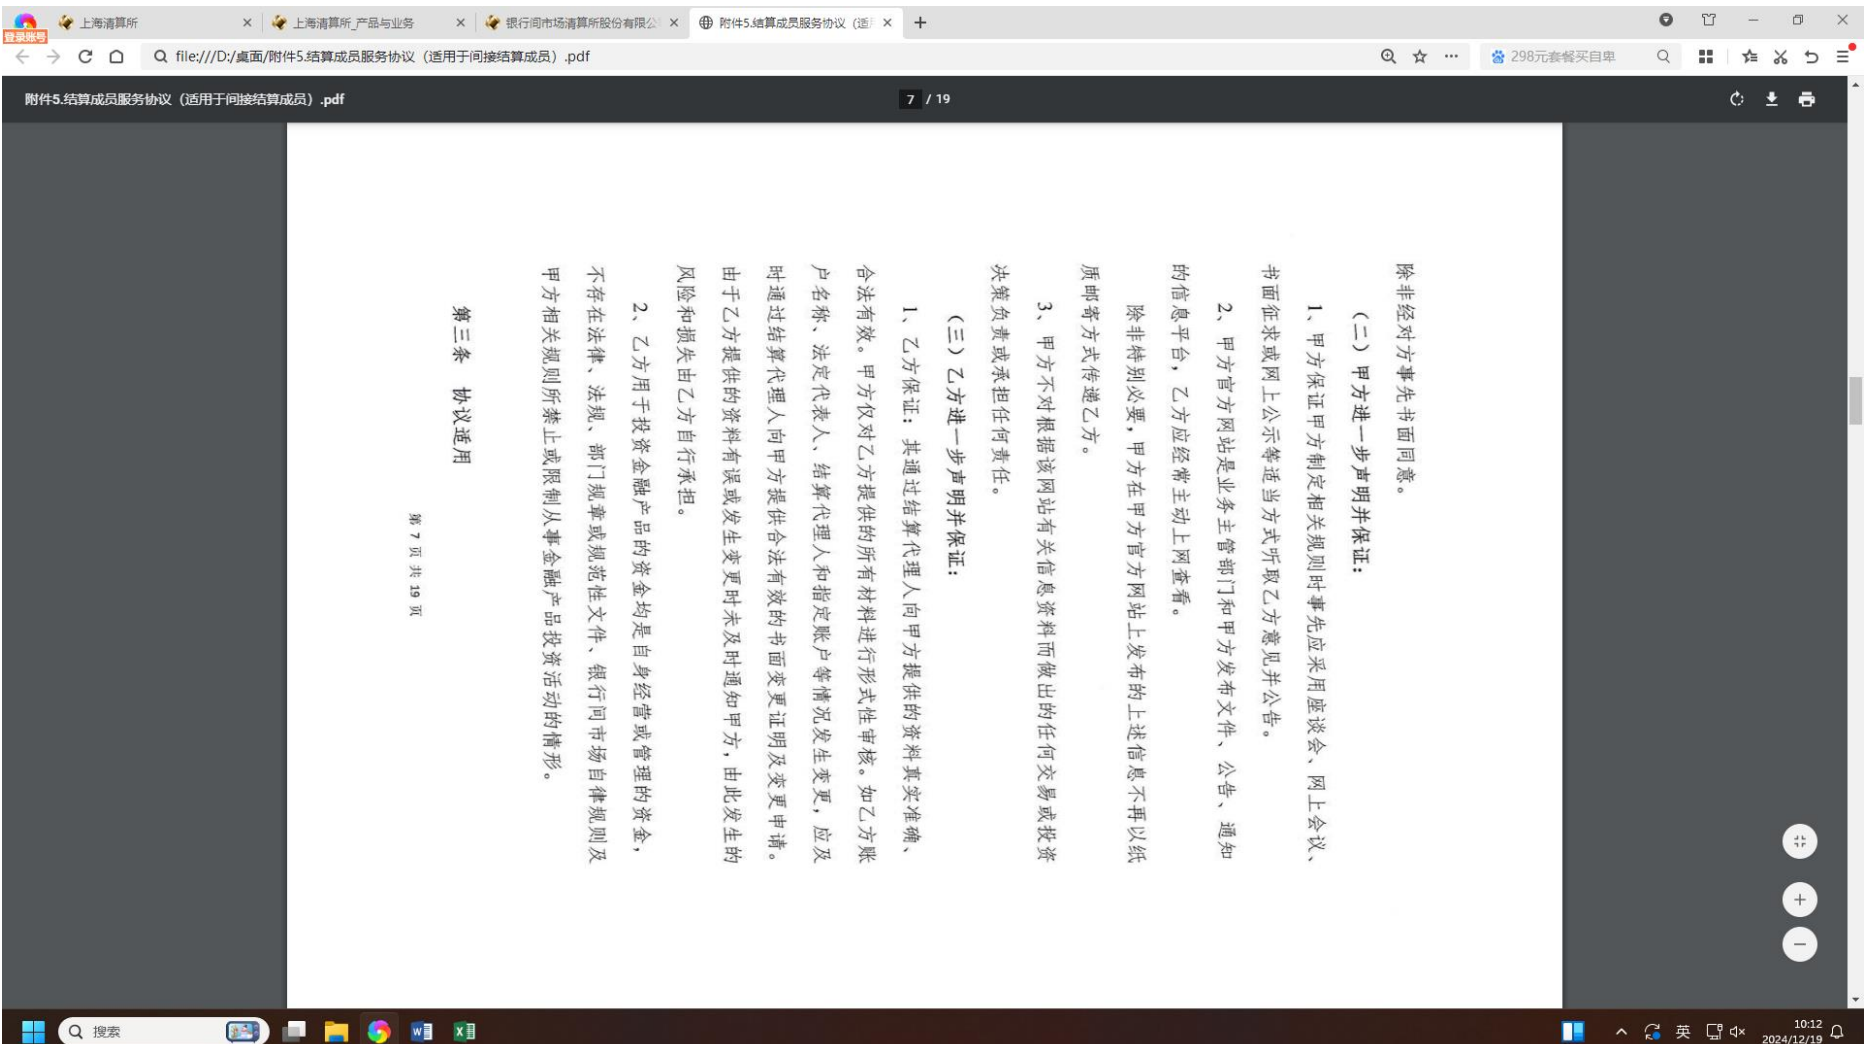 登录账号
上海清算所
上海清算所_产品与业务
银行间市场清算所股份有限公
附件5.结算成员服务协议（适
file:///D:/桌面/附件5.结算成员服务协议（适用于间接结算成员）.pdf
298元套餐买自卑
附件5.结算成员服务协议（适用于间接结算成员）.pdf
7 / 19
除非经对方事先书面同意。
（二）甲方进一步声明并保证：
1、甲方保证甲方制定相关规则时事先应采用座谈会、网上会议、
书面征求或网上公示等适当方式听取乙方意见并公告。
2、甲方官方网站是业务主管部门和甲方发布文件、公告、通知
的信息平台，乙方应经常主动上网查看。
除非特别必要，甲方在甲方官方网站上发布的上述信息不再以纸
质邮寄方式传递乙方。
3、甲方不对根据该网站有关信息资料而做出的任何交易或投资
决策负责或承担任何责任。
（三）乙方进一步声明并保证：
1、乙方保证：其通过结算代理人向甲方提供的资料真实准确、
合法有效。甲方仅对乙方提供的所有材料进行形式性审核。如乙方账
户名称、法定代表人、结算代理人和指定账户等情况发生变更，应及
时通过结算代理人向甲方提供合法有效的书面变更证明及变更申请。
由于乙方提供的资料有误或发生变更时未及时通知甲方，由此发生的
风险和损失由乙方自行承担。
2、乙方用于投资金融产品的资金均是自身经营或管理的资金，
不存在法律、法规、部门规章或规范性文件、银行间市场自律规则及
甲方相关规则所禁止或限制从事金融产品投资活动的情形。
第三条 协议适用
第 7 页 共 19 页
搜索
英
10:12
2024/12/19